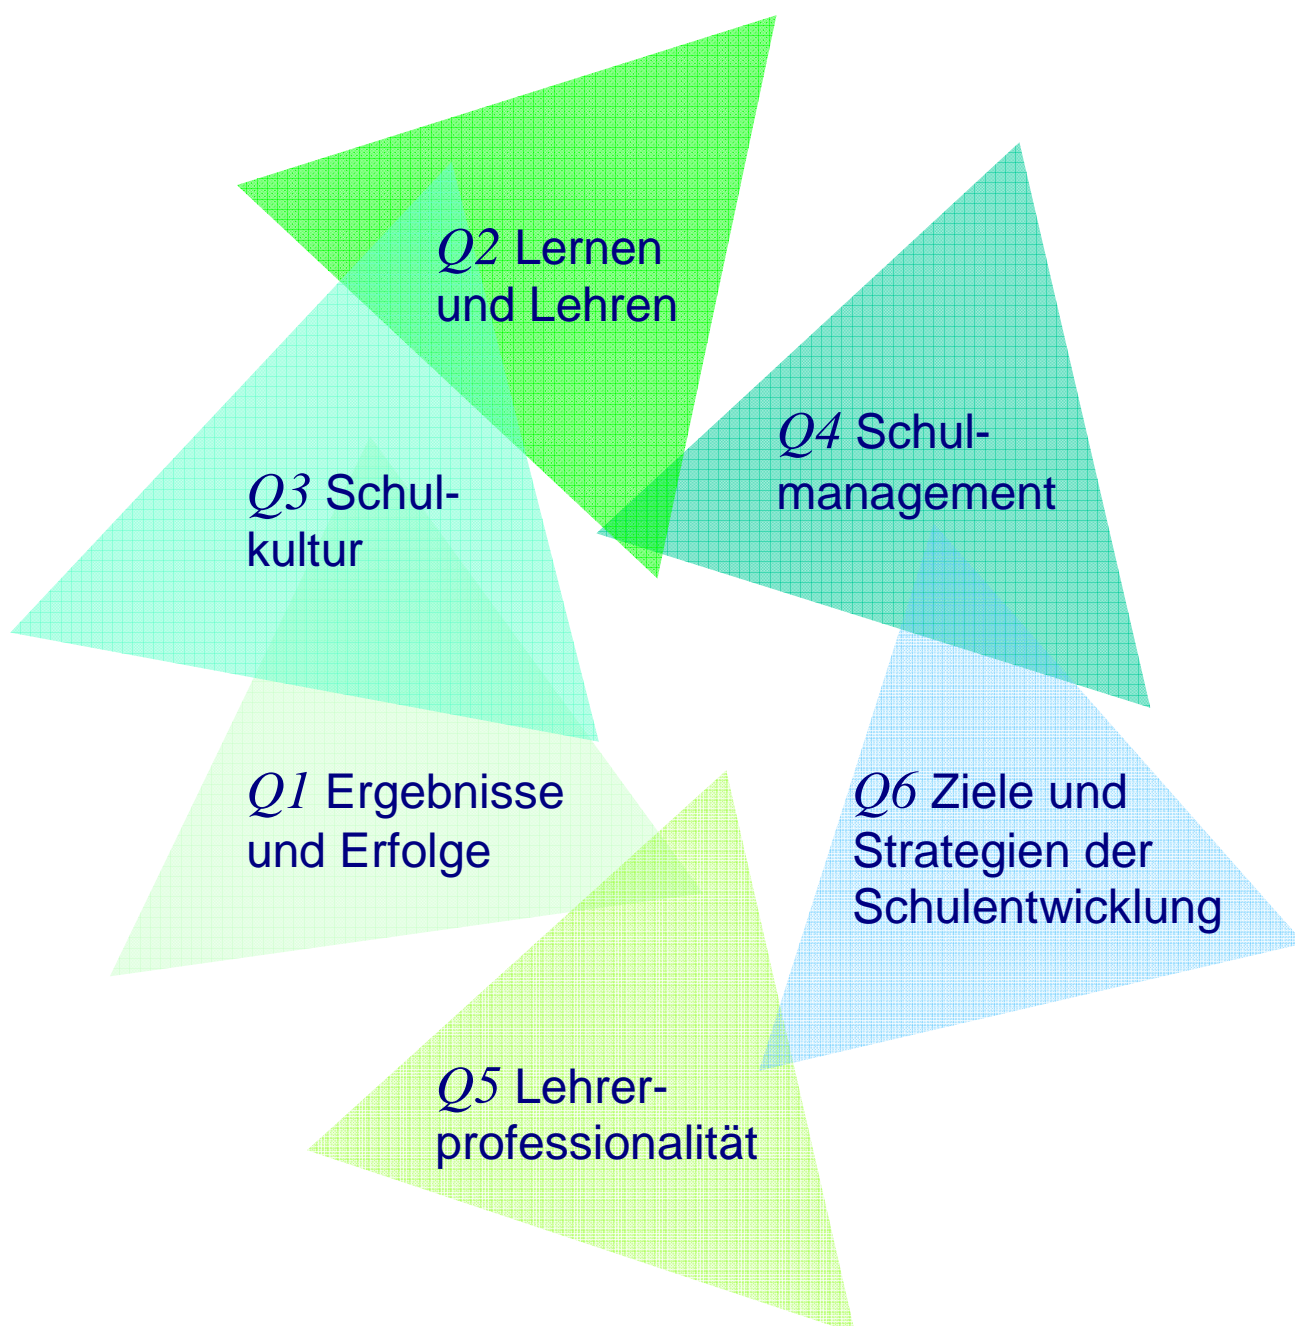 Q2 Lernen
und Lehren
Q4 Schul-
management
Q3 Schul-
kultur
Q1 Ergebnisse
und Erfolge
Q6 Ziele und
Strategien der
Schulentwicklung
Q5 Lehrer-
professionalität